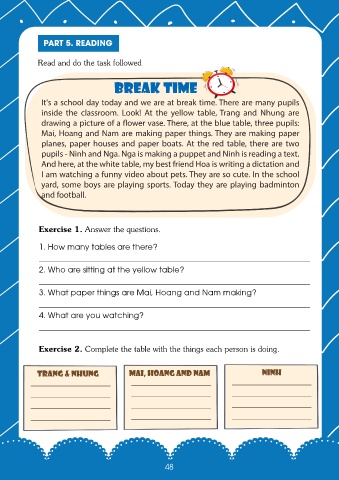 PART 5. READING
Read and do the task followed
BREAK TIME
It's a school day today and we are at break time. There are many pupils
inside the classroom. Look! At the yellow table, Trang and Nhung are
drawing a picture of a flower vase. There, at the blue table, three pupils:
Mai, Hoang and Nam are making paper things. They are making paper
planes, paper houses and paper boats. At the red table, there are two
pupils - Ninh and Nga. Nga is making a puppet and Ninh is reading a text.
And here, at the white table, my best friend Hoa is writing a dictation and
I am watching a funny video about pets. They are so cute. In the school
yard, some boys are playing sports. Today they are playing badminton
and football.
Exercise 1. Answer the questions.
1. How many tables are there?
2. Who are sitting at the yellow table?
3. What paper things are Mai, Hoang and Nam making?
4. What are you watching?
Exercise 2. Complete the table with the things each person is doing.
TRANG & NHUNG
MAI, HOANG AND NAM
NINH
48